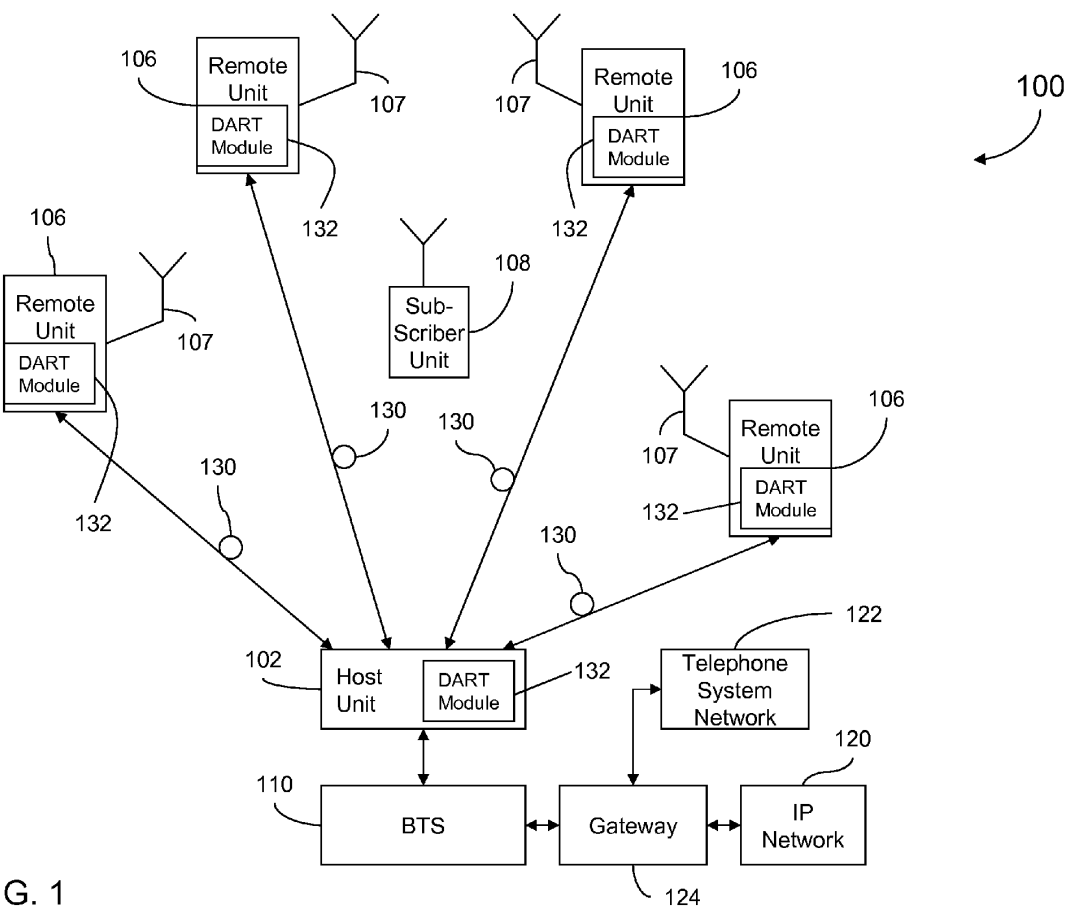 106
Remote
Unit
DART
Module
107
132
107
Remote
Unit
DART
Module
106
132
100
106
Remote
Unit
DART
Module
107
132
108
Sub-
Scriber
Unit
130
130
130
130
107
Remote
Unit
DART
Module
106
132
102
Host
Unit
DART
Module
132
Telephone
System
Network
122
110
BTS
Gateway
124
IP
Network
120
G. 1